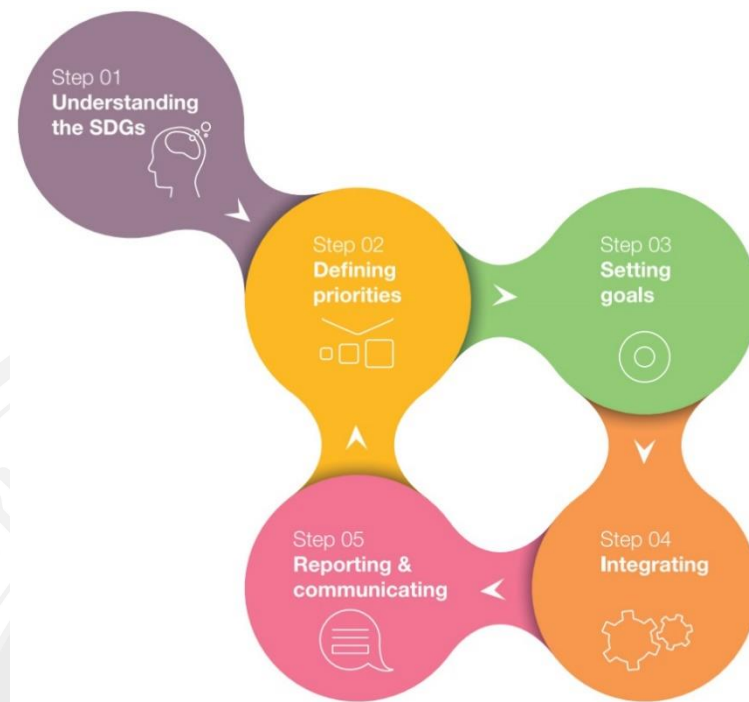 Step 01
Understanding
the SDGs
Step 02
Defining
priorities
Step 03
Setting
goals
Step 04
Integrating
Step 05
Reporting &
communicating